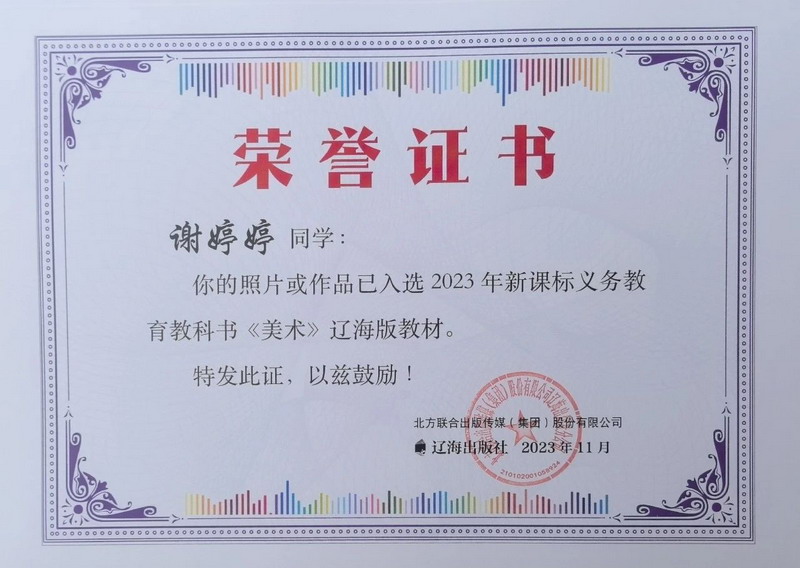 荣誉证书
谢婷婷 同学：
你的照片或作品已入选 2023 年新课标义务教
育教科书《美术》辽海版教材。
特发此证，以兹鼓励！
北方联合出版传媒（集团）股份有限公司
辽海出版社 2023 年 11 月